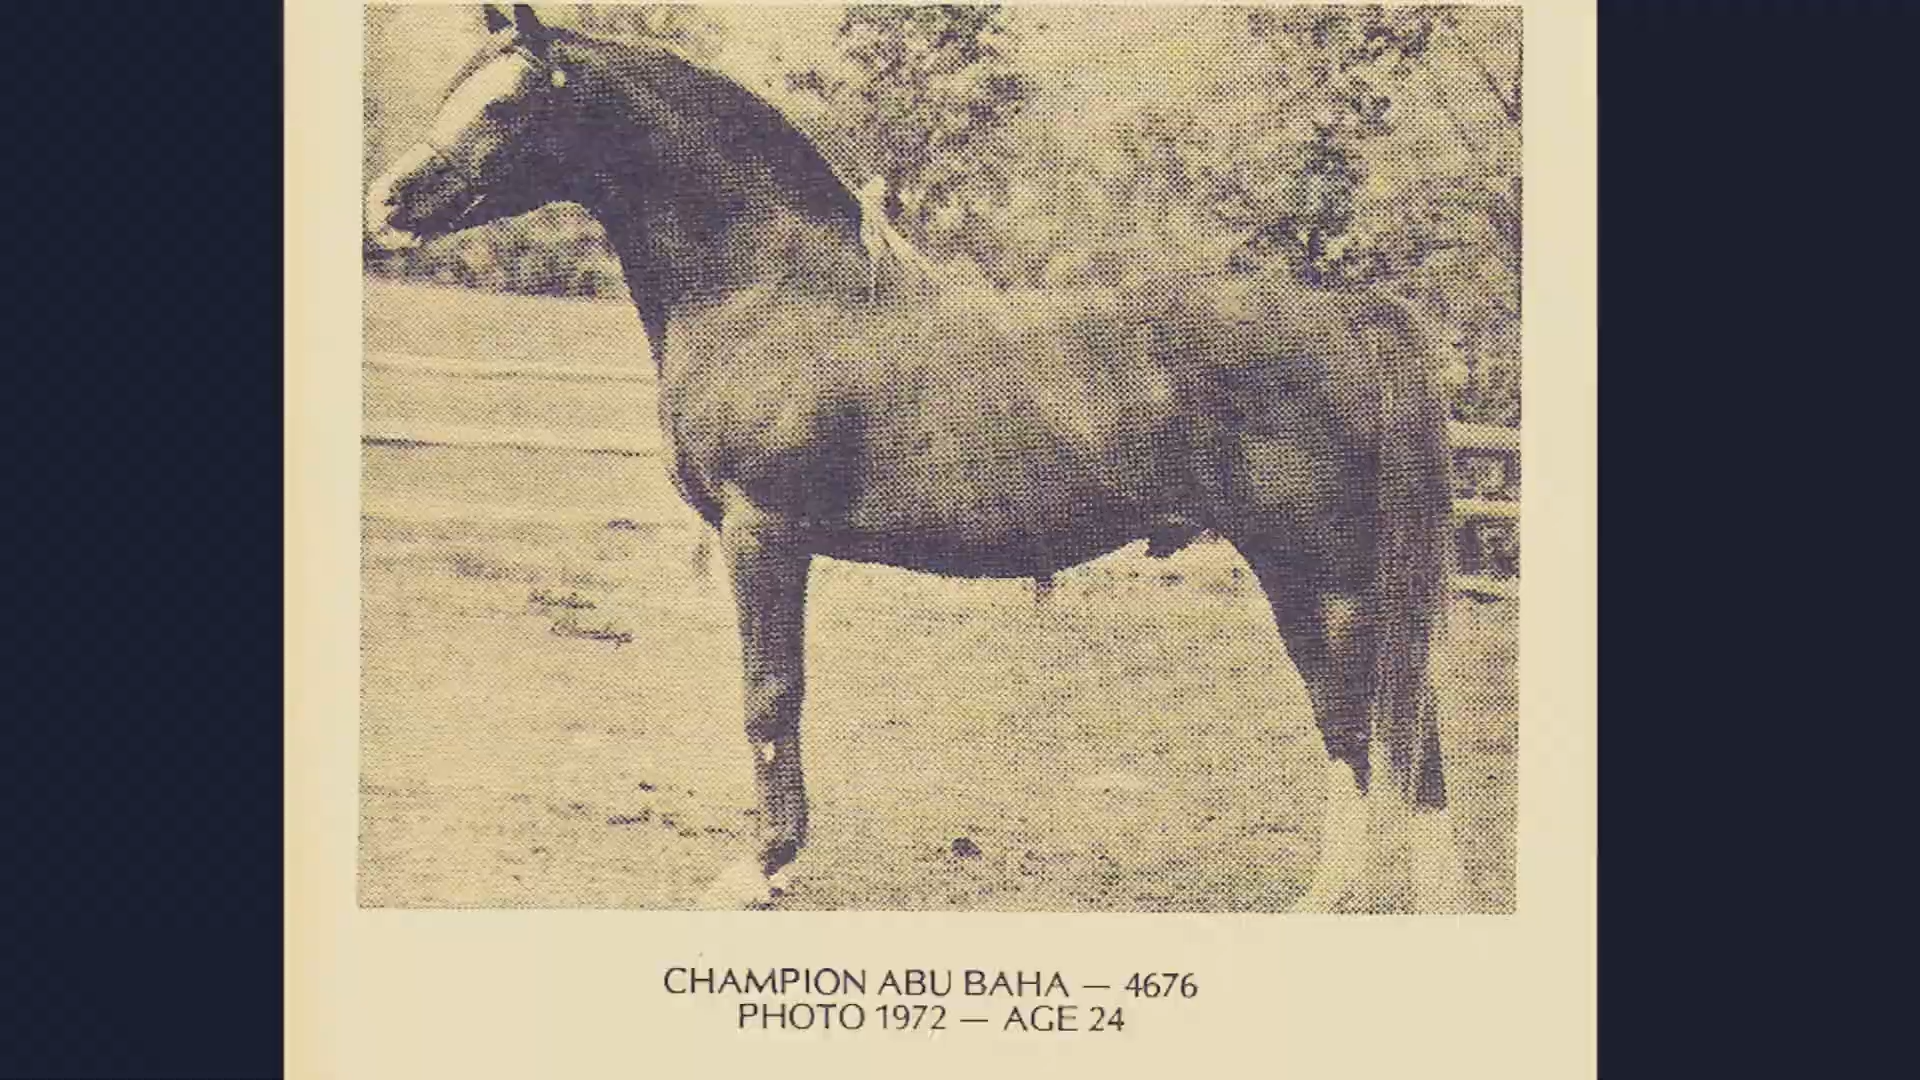 CHAMPION ABU BAHA — 4676
PHOTO 1972 — AGE 24